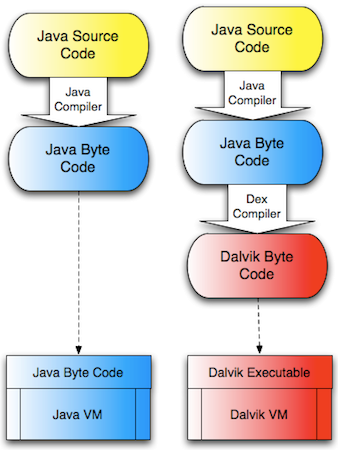 Java Source
Code
Java
Compiler
Java Byte
Code
Java Byte Code
Java VM
Java Source
Code
Java
Compiler
Java Byte
Code
Dex
Compiler
Dalvik Byte
Code
Dalvik Executable
Dalvik VM